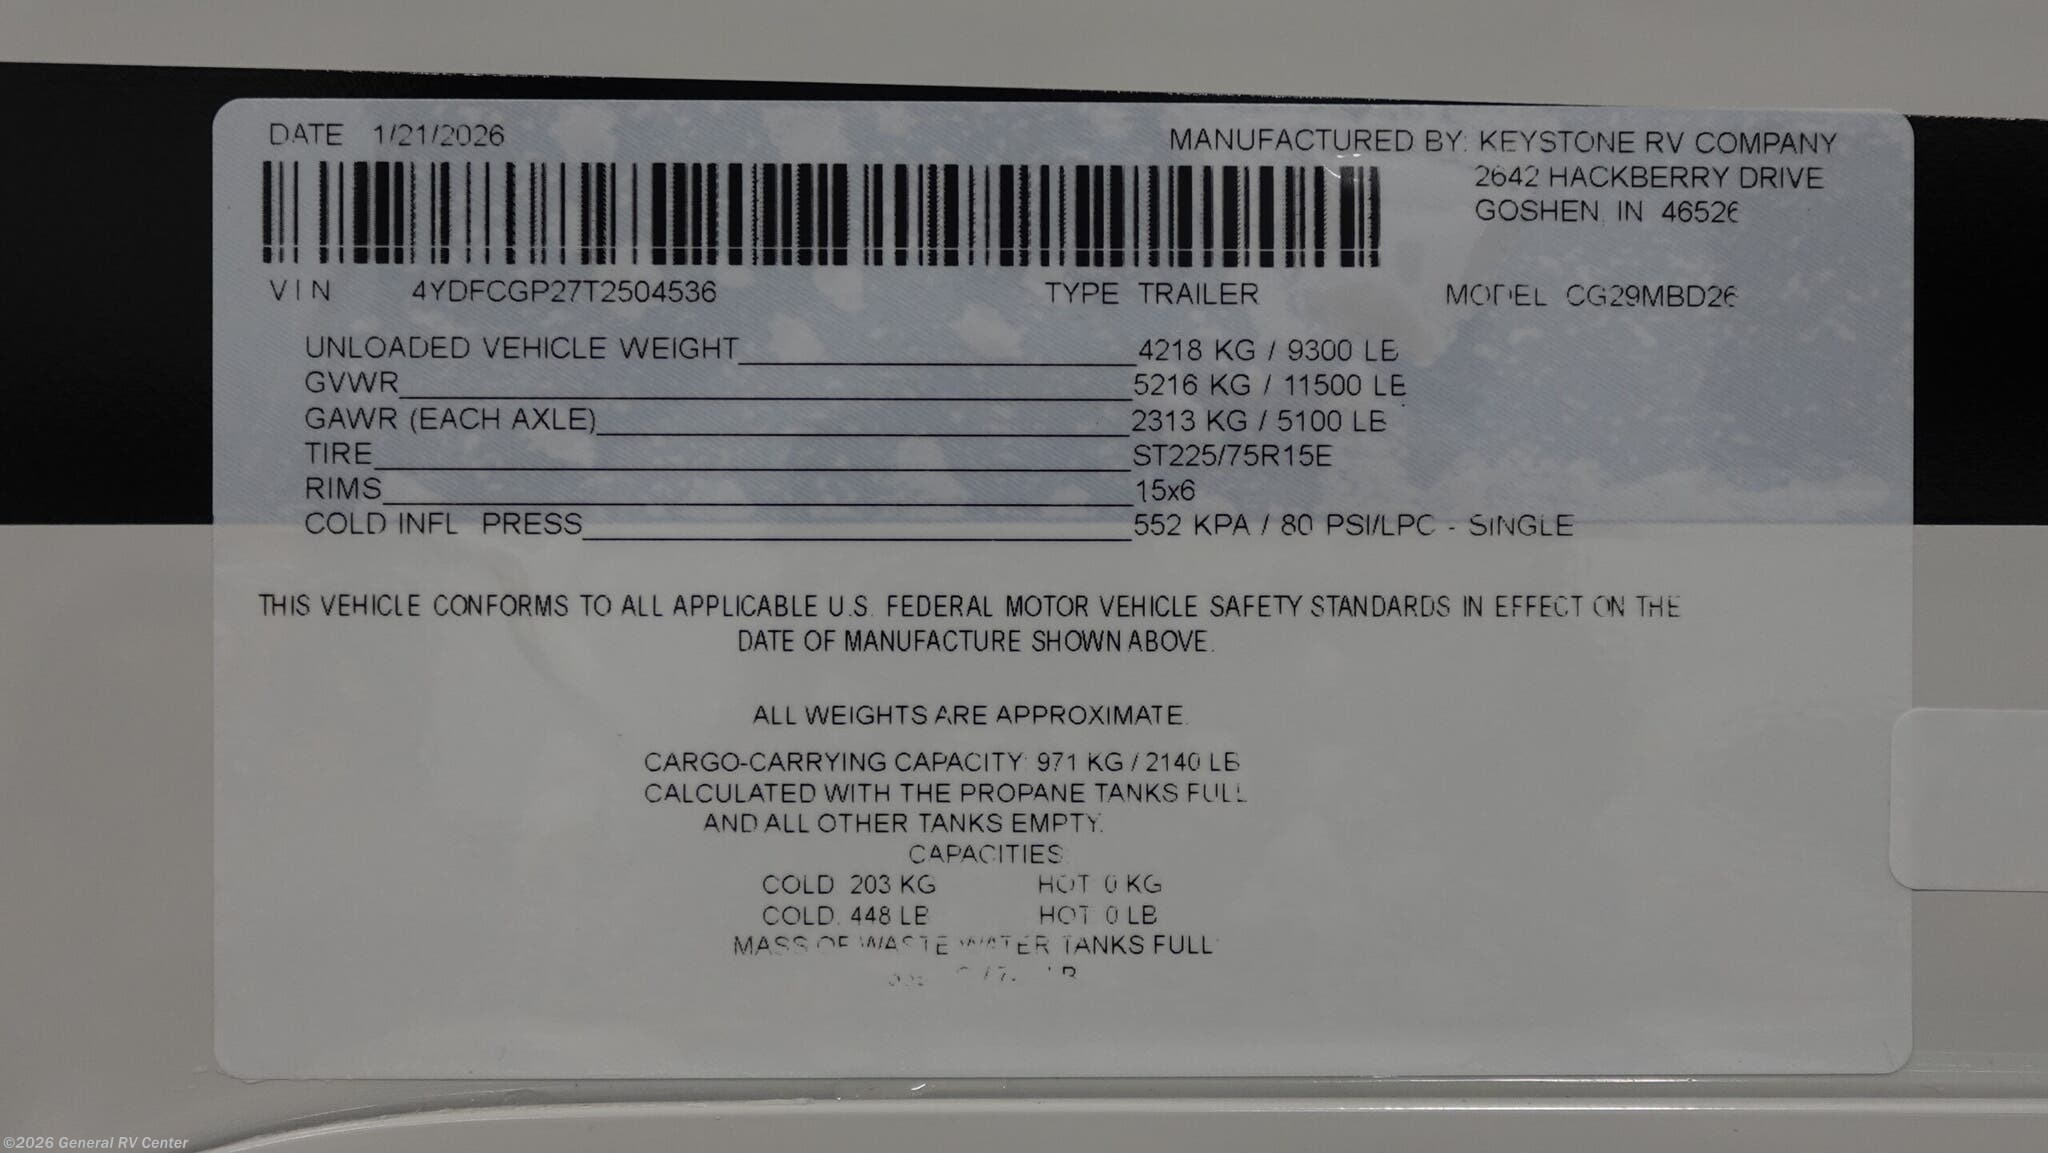 DATE 1/21/2026
MANUFACTURED BY: KEYSTONE RV COMPANY
2642 HACKBERRY DRIVE
GOSHEN, IN 46526
VIN 4YDFCGP27T2504536 TYPE TRAILER MODEL CG29MBD26
UNLOADED VEHICLE WEIGHT 4218 KG / 9300 LB
GVWR 5216 KG / 11500 LB
GAWR (EACH AXLE) 2313 KG / 5100 LB
TIRE ST225/75R15E
RIMS 15x6
COLD INFL PRESS 552 KPA / 80 PSI/LPC - SINGLE
THIS VEHICLE CONFORMS TO ALL APPLICABLE U.S. FEDERAL MOTOR VEHICLE SAFETY STANDARDS IN EFFECT ON THE
DATE OF MANUFACTURE SHOWN ABOVE.
ALL WEIGHTS ARE APPROXIMATE.
CARGO-CARRYING CAPACITY: 971 KG / 2140 LB
CALCULATED WITH THE PROPANE TANKS FULL
AND ALL OTHER TANKS EMPTY.
CAPACITIES
COLD 203 KG HOT 0 KG
COLD. 448 LB HOT 0 LB
MASS OF WASTE WATER TANKS FULL
©2026 General RV Center